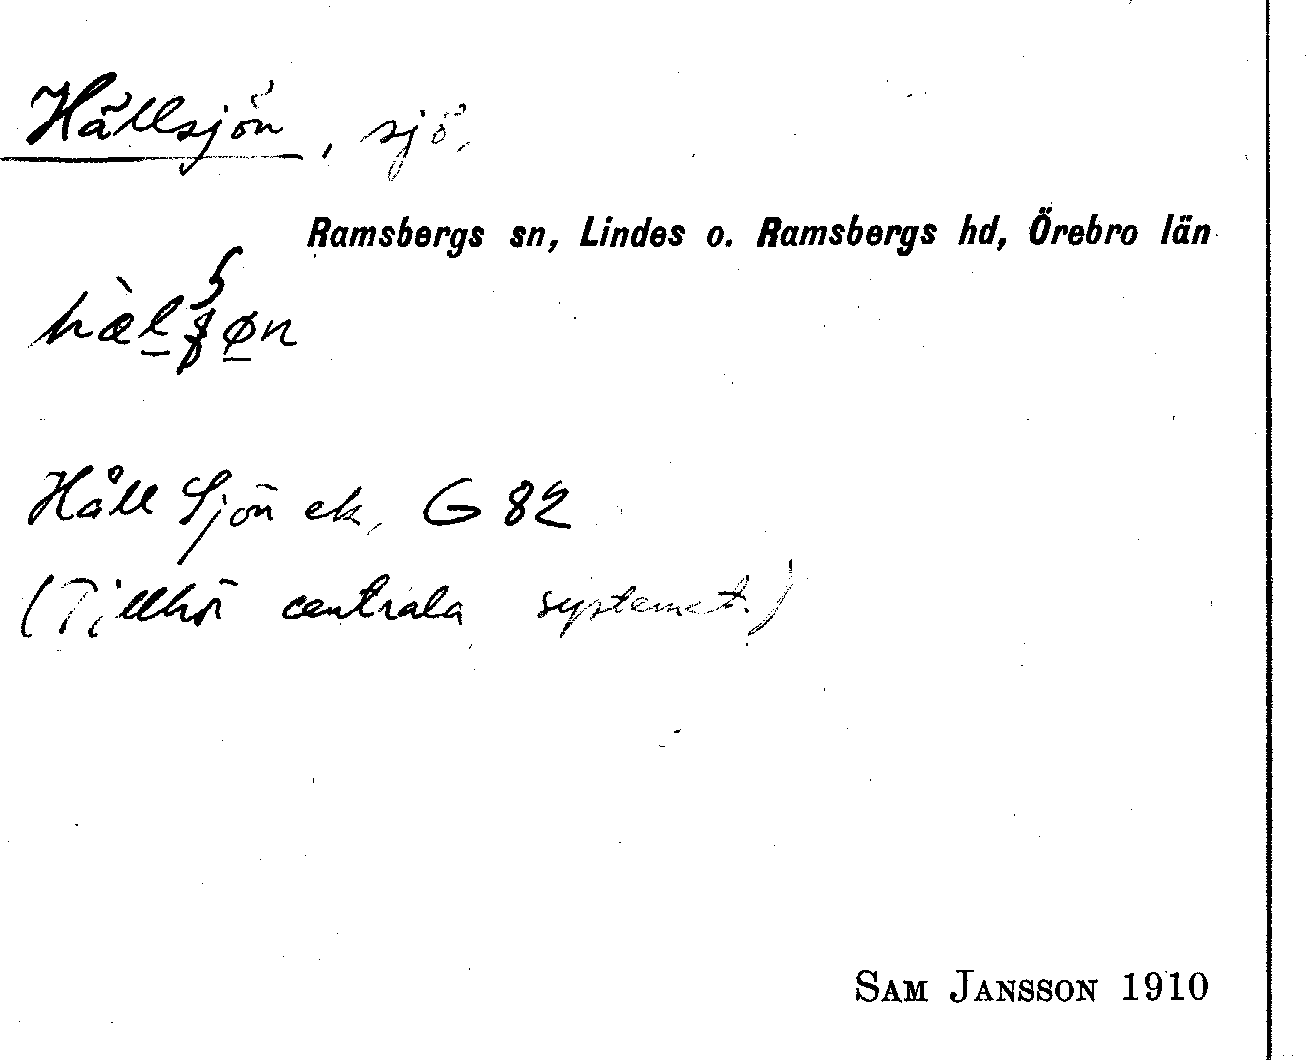 Hällsjön, sjö.
Ramsbergs sn, Lindes o. Ramsbergs hd, Örebro län
Håll Sjön ek, G 82
(Tillhör centrala systemet.)
SAM JANSSON 1910